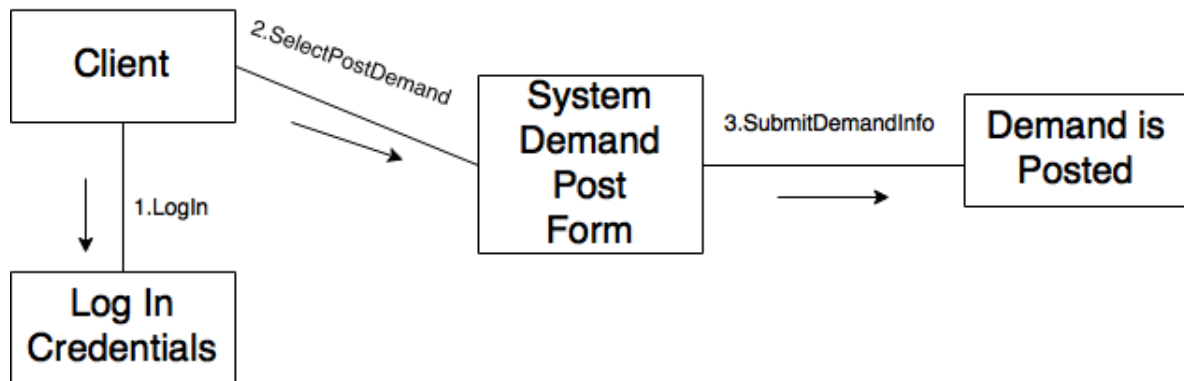 Client
2.SelectPostDemand
System
Demand
Post
Form
3.SubmitDemandInfo
Demand is
Posted
1.LogIn
Log In
Credentials